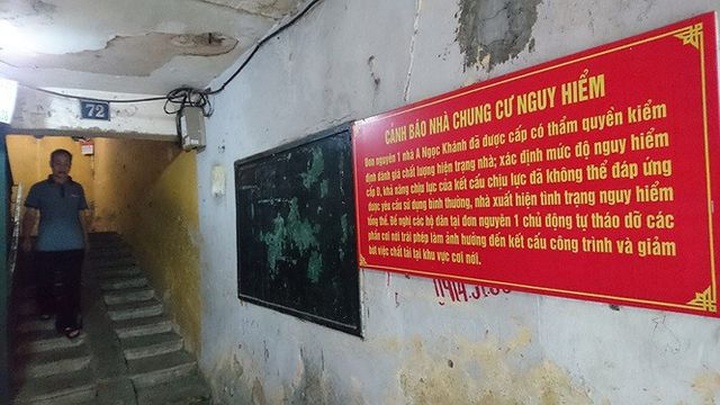 72
CẢNH BÁO NHÀ CHUNG CƯ NGUY HIỂM
Đơn nguyên 1 nhà A Ngọc Khánh đã được cấp có thẩm quyền kiểm
định đánh giá chất lượng hiện trạng nhà; xác định mức độ nguy hiểm
cấp D, khả năng chịu lực của kết cấu chịu lực đã không thể đáp ứng
được yêu cầu sử dụng bình thường, nhà xuất hiện tình trạng nguy hiểm
tổng thể. Đề nghị các hộ dân tại đơn nguyên 1 chủ động tự tháo dỡ các
phần cơi nới trái phép làm ảnh hưởng đến kết cấu công trình và giảm
bớt việc chất tải tại khu vực cơi nới.